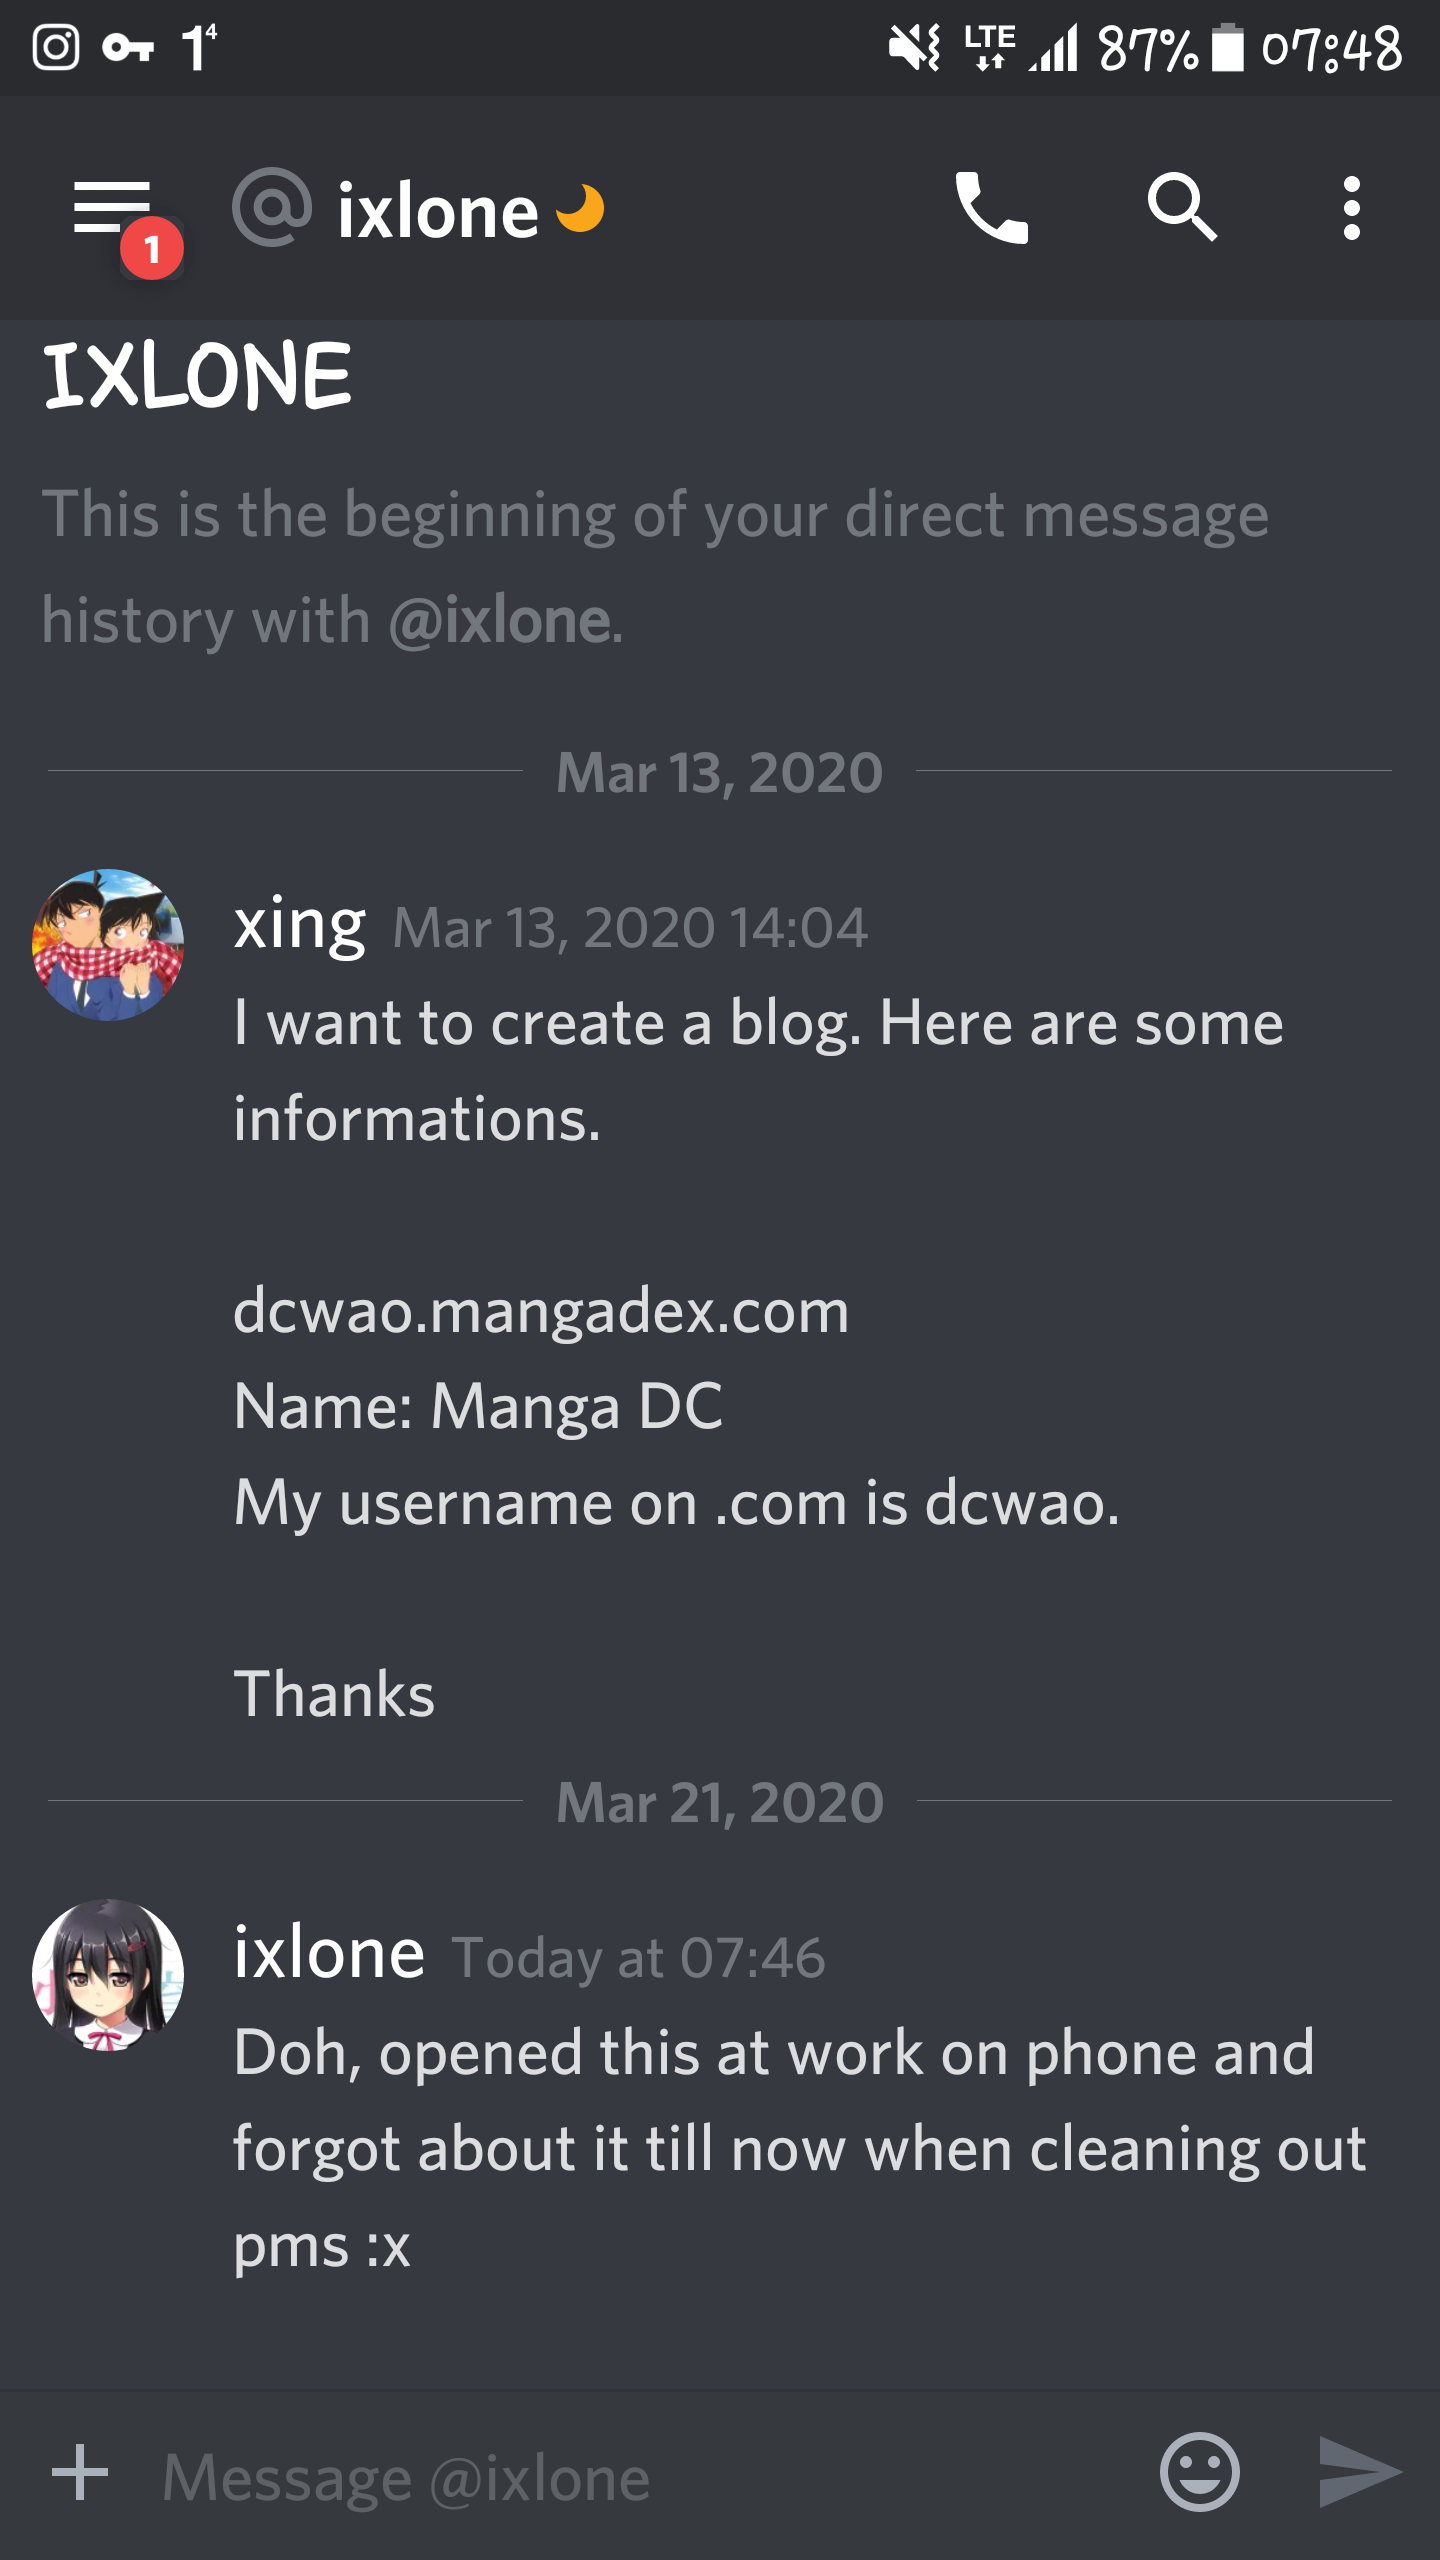 1⁴ LTE 87% 07:48
1 @ ixlone
IXLONE
This is the beginning of your direct message
history with @ixlone.
Mar 13, 2020
xing Mar 13, 2020 14:04
I want to create a blog. Here are some
informations.
dcwao.mangadex.com
Name: Manga DC
My username on .com is dcwao.
Thanks
Mar 21, 2020
ixlone Today at 07:46
Doh, opened this at work on phone and
forgot about it till now when cleaning out
pms :x
Message @ixlone